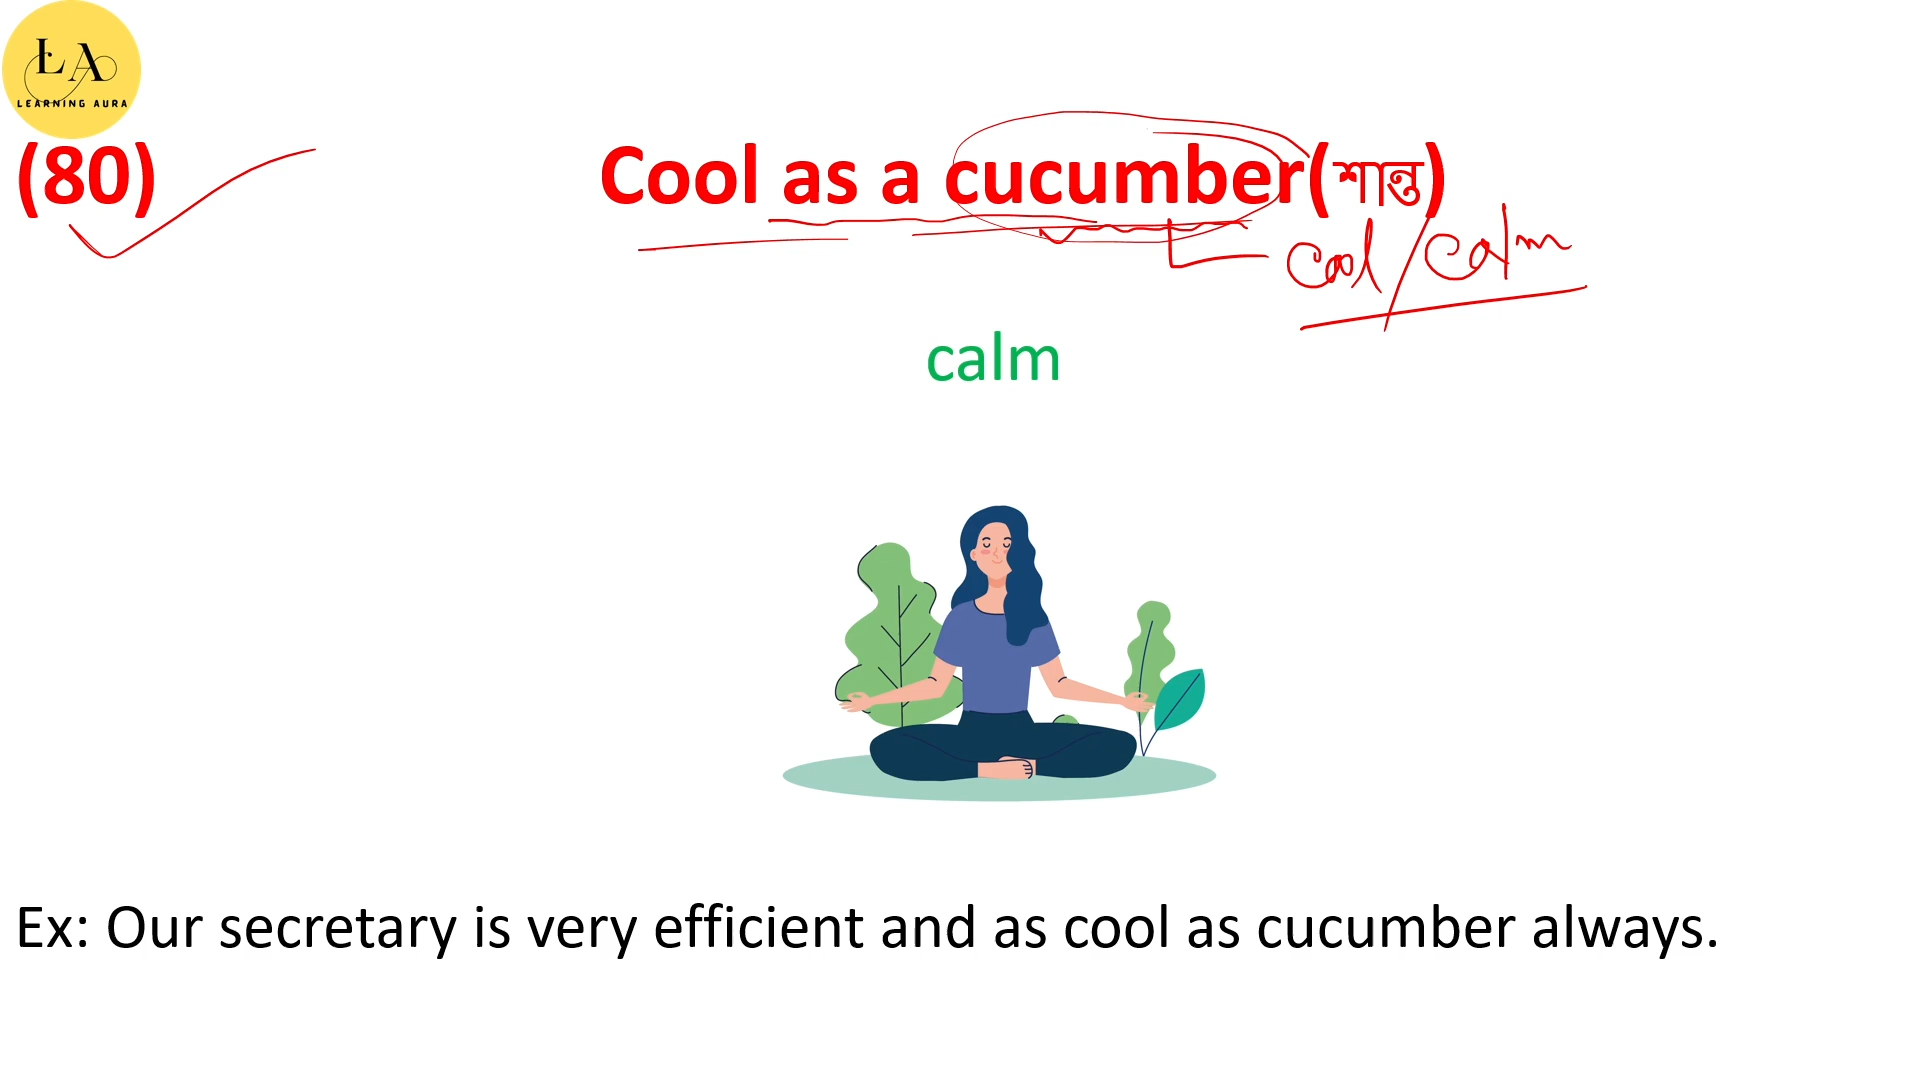 LA
LEARNING AURA
(80) Cool as a cucumber(শান্ত)
cool/calm
calm
Ex: Our secretary is very efficient and as cool as cucumber always.